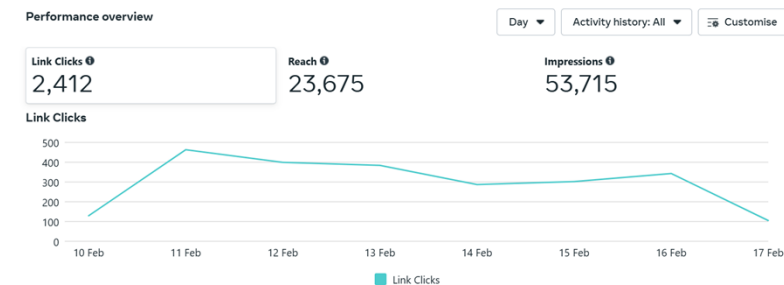 Performance overview
Day
Activity history: All
Customise
Link Clicks
2,412
Reach
23,675
Impressions
53,715
Link Clicks
500
400
300
200
100
0
10 Feb
11 Feb
12 Feb
13 Feb
14 Feb
15 Feb
16 Feb
17 Feb
Link Clicks